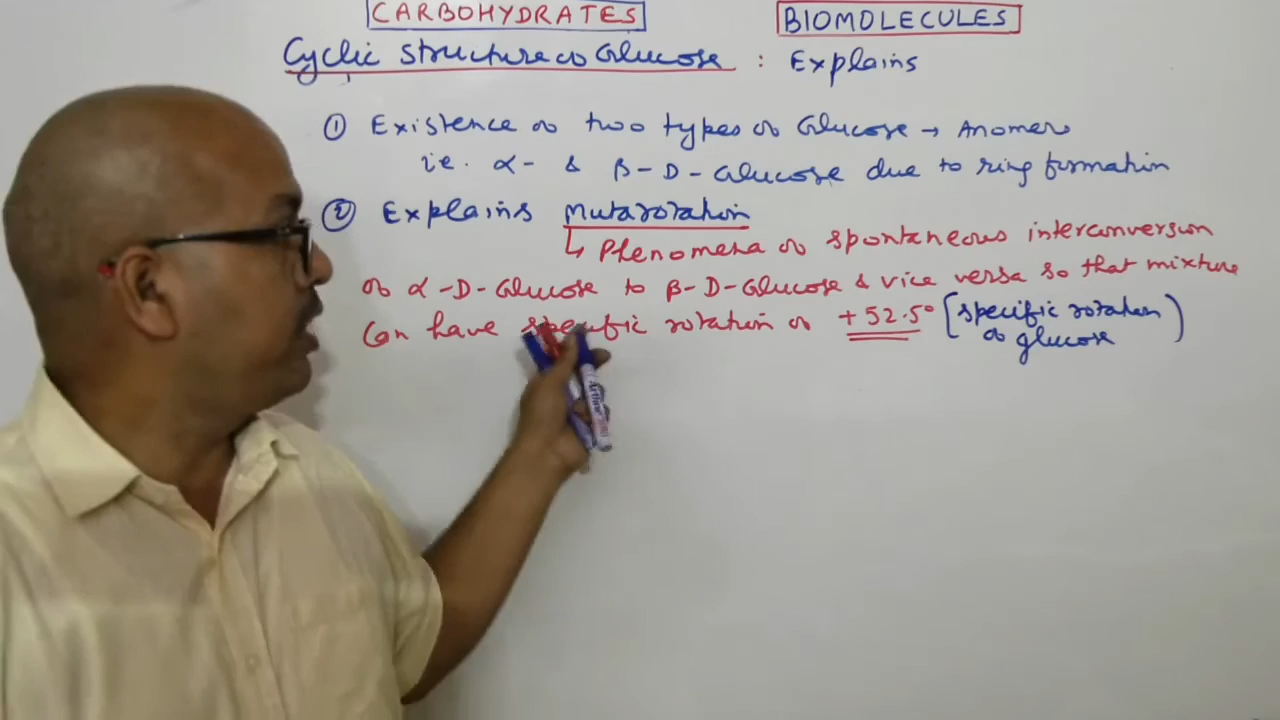 CARBOHYDRATES
BIOMOLECULES
Cyclic structure of Glucose : Explains
① Existence of two types of Glucose → Anomers
i.e. α- & β-D-Glucose due to ring formation
② Explains Mutarotation
↳ Phenomena of spontaneous interconversion
of α-D-Glucose to β-D-Glucose & vice versa so that mixture
can have specific rotation of +52.5° [specific rotation
of glucose)
Artline